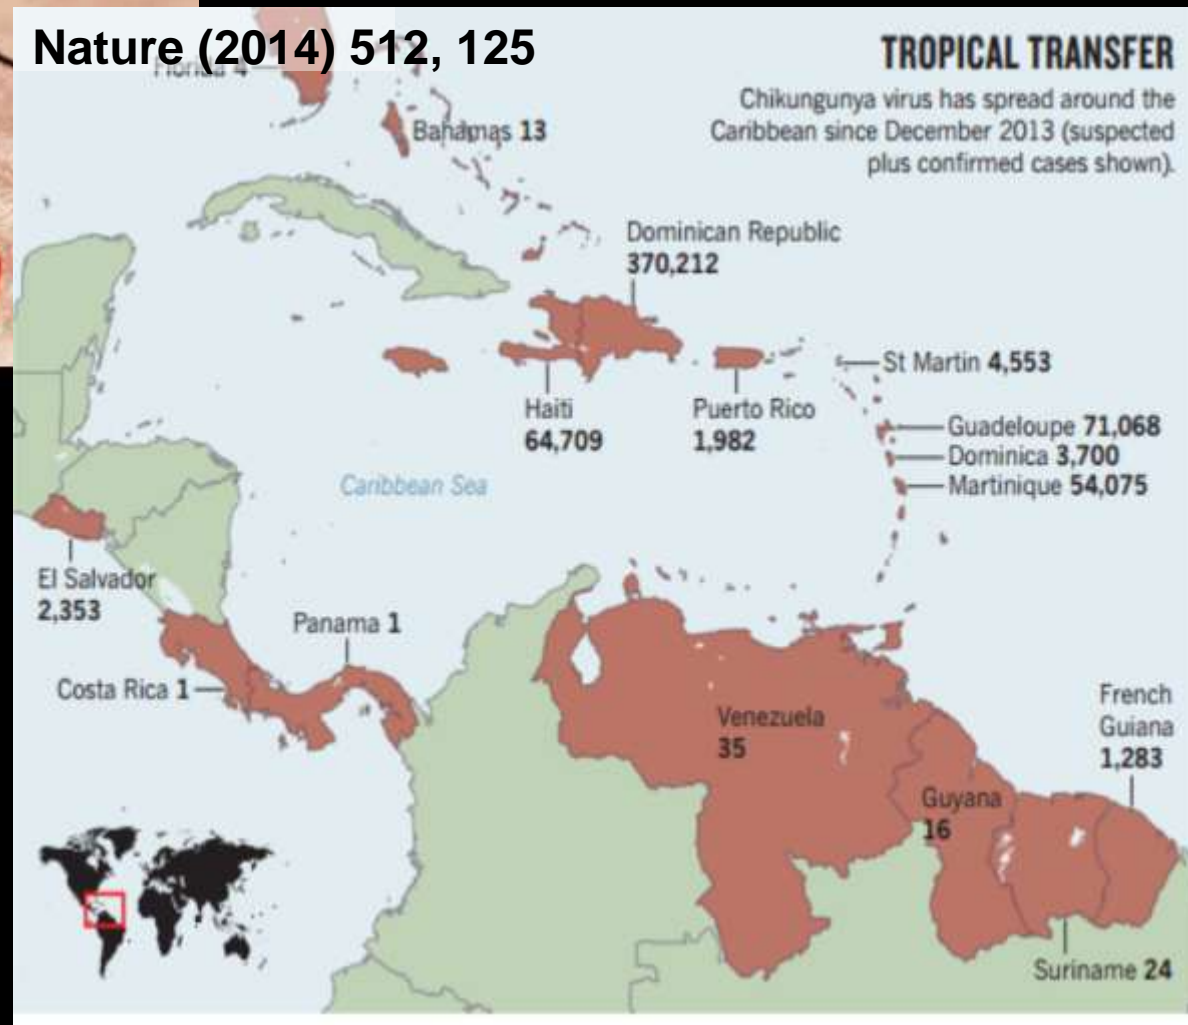 Nature (2014) 512, 125
TROPICAL TRANSFER
Chikungunya virus has spread around the
Caribbean since December 2013 (suspected
plus confirmed cases shown).
Florida 4
Bahamas 13
Dominican Republic
370,212
St Martin 4,553
Haiti
64,709
Puerto Rico
1,982
Guadeloupe 71,068
Dominica 3,700
Martinique 54,075
Caribbean Sea
El Salvador
2,353
Panama 1
Costa Rica 1
Venezuela
35
French
Guiana
1,283
Guyana
16
Suriname 24